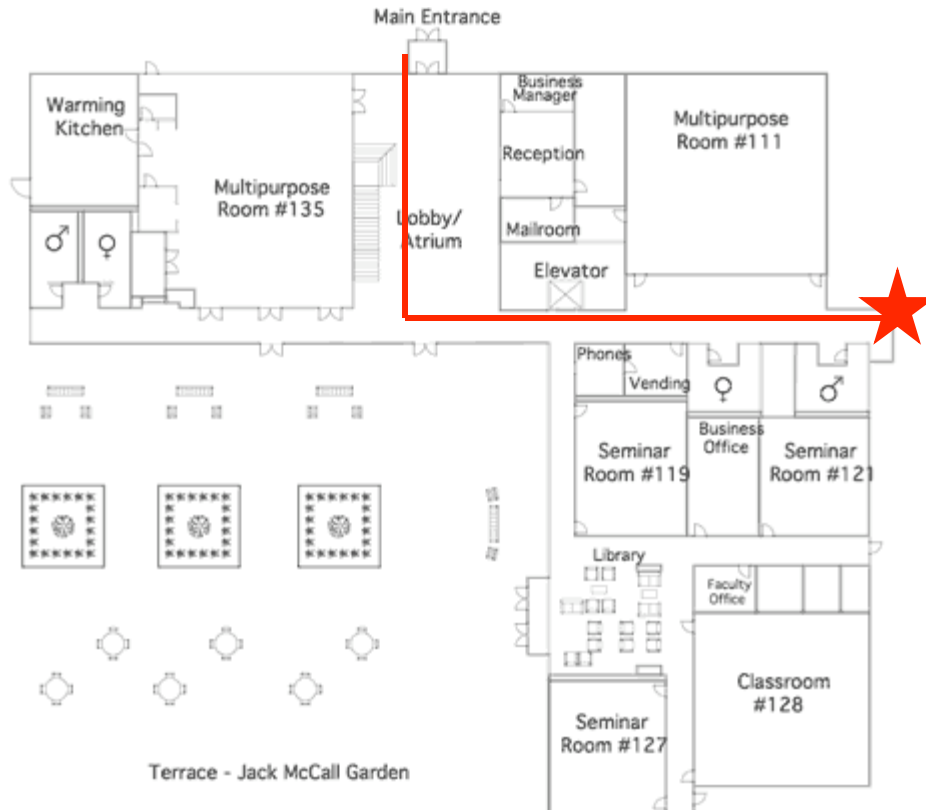 Main Entrance
Warming
Kitchen
Multipurpose
Room #135
Lobby/
Atrium
Business
Manager
Reception
Mailroom
Elevator
Multipurpose
Room #111
Phones
Vending
Seminar
Room #119
Business
Office
Seminar
Room #121
Library
Faculty
Office
Classroom
#128
Seminar
Room #127
Terrace - Jack McCall Garden